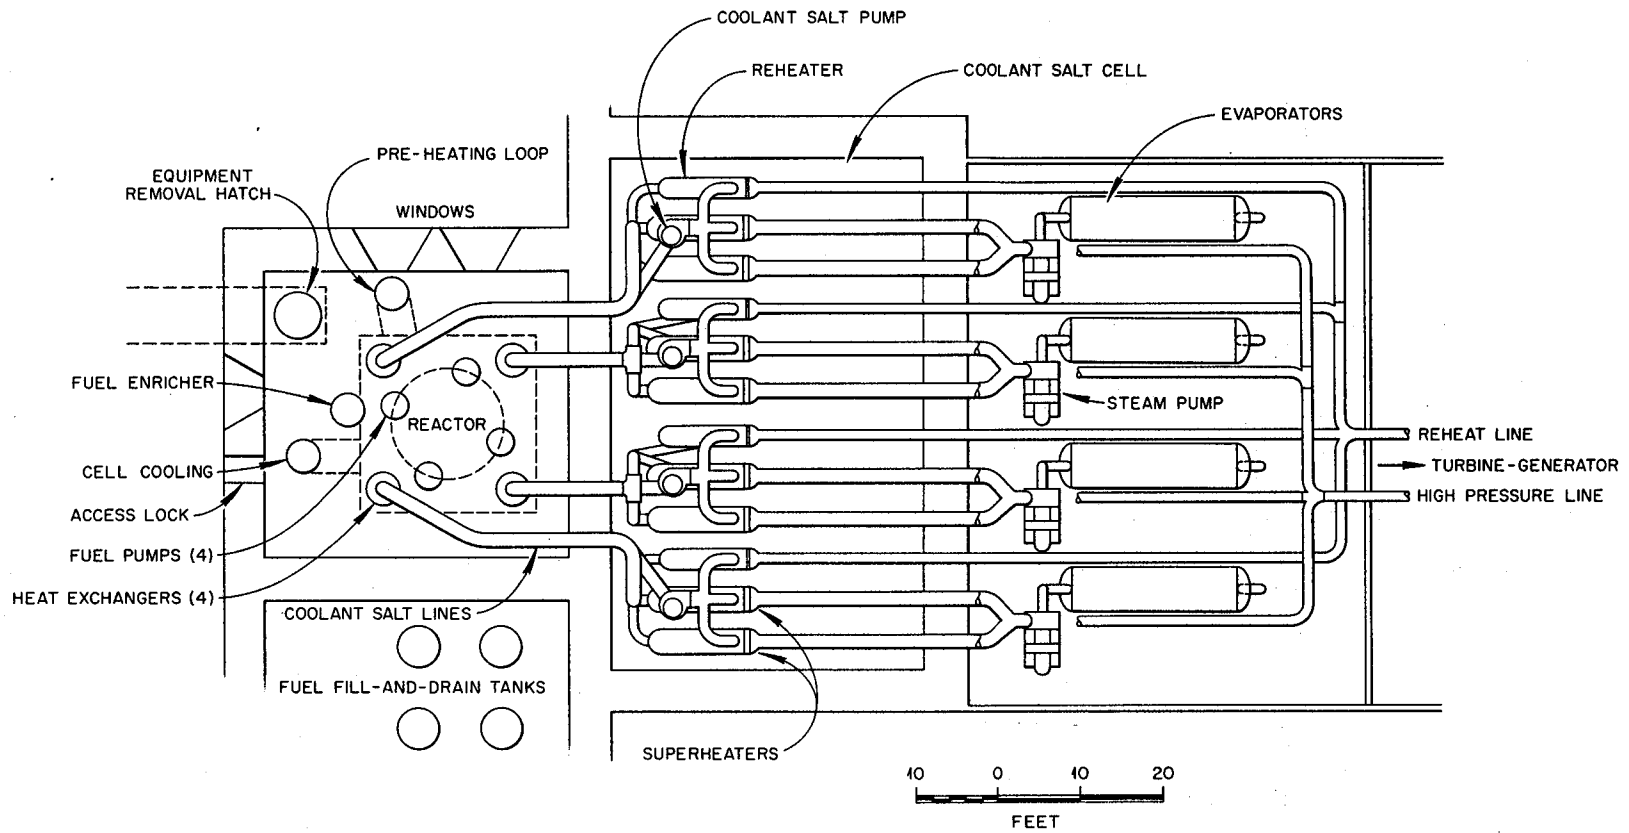 COOLANT SALT PUMP
REHEATER
COOLANT SALT CELL
EVAPORATORS
PRE-HEATING LOOP
EQUIPMENT
REMOVAL HATCH
WINDOWS
FUEL ENRICHER
REACTOR
STEAM PUMP
REHEAT LINE
CELL COOLING
TURBINE-GENERATOR
HIGH PRESSURE LINE
ACCESS LOCK
FUEL PUMPS (4)
HEAT EXCHANGERS (4)
COOLANT SALT LINES
FUEL FILL-AND-DRAIN TANKS
SUPERHEATERS
10 0 10 20
FEET